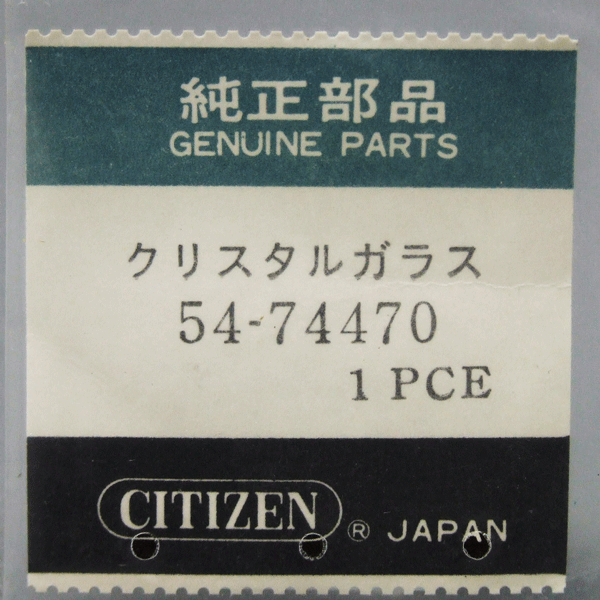 純正部品
GENUINE PARTS
クリスタルガラス
54-74470
1 PCE
CITIZEN ® JAPAN